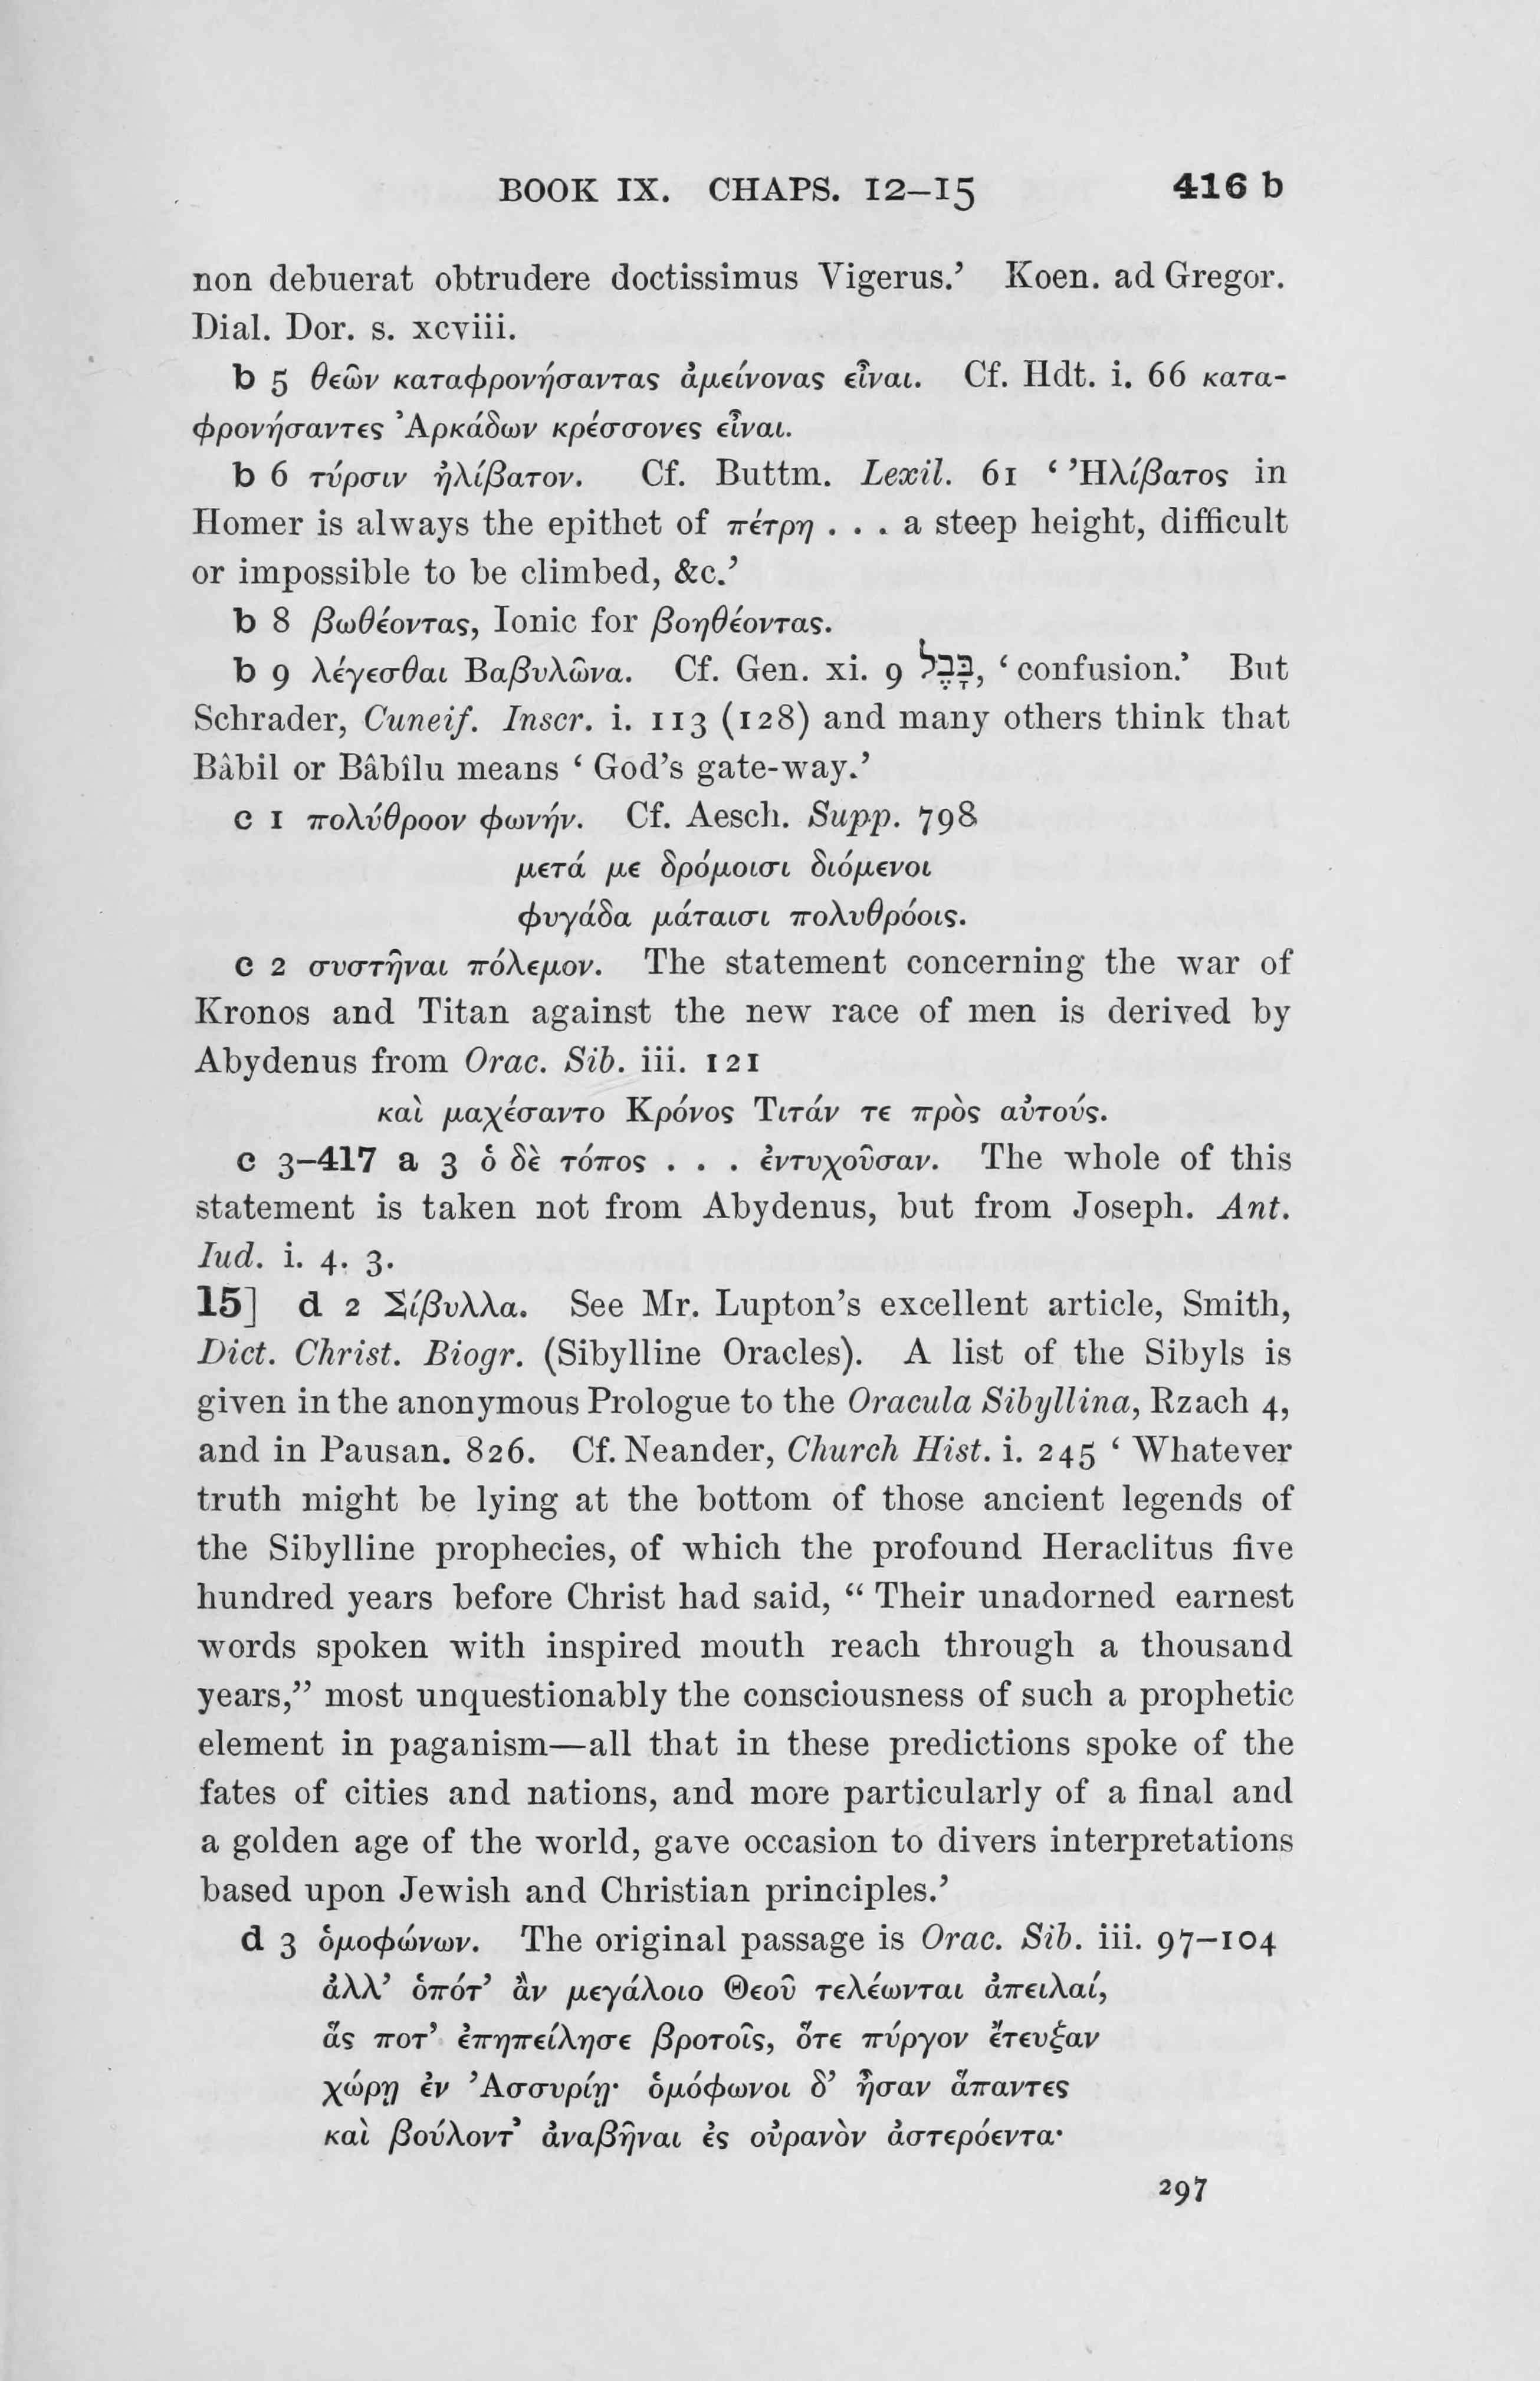 BOOK IX. CHAPS. 12–15 416 b
non debuerat obtrudere doctissimus Vigerus.’ Koen. ad Gregor.
Dial. Dor. s. xcviii.
b 5 θεῶν καταφρονήσαντας ἀμείνονας εἶναι. Cf. Hdt. i. 66 κατα-
φρονήσαντες Ἀρκάδων κρέσσονες εἶναι.
b 6 τύρσιν ἠλίβατον. Cf. Buttm. Lexil. 61 ‘ Ἠλίβατος in
Homer is always the epithet of πέτρη . . . a steep height, difficult
or impossible to be climbed, &c.’
b 8 βωθέοντας, Ionic for βοηθέοντας.
b 9 λέγεσθαι Βαβυλῶνα. Cf. Gen. xi. 9 בָּבֶל, ‘ confusion.’ But
Schrader, Cuneif. Inscr. i. 113 (128) and many others think that
Bâbil or Bâbîlu means ‘ God’s gate-way.’
c 1 πολύθροον φωνήν. Cf. Aesch. Supp. 798
μετά με δρόμοισι διόμενοι
φυγάδα μάταισι πολυθρόοις.
c 2 συστῆναι πόλεμον. The statement concerning the war of
Kronos and Titan against the new race of men is derived by
Abydenus from Orac. Sib. iii. 121
καὶ μαχέσαντο Κρόνος Τιτάν τε πρὸς αὐτούς.
c 3–417 a 3 ὁ δὲ τόπος . . . ἐντυχοῦσαν. The whole of this
statement is taken not from Abydenus, but from Joseph. Ant.
Iud. i. 4. 3.
15] d 2 Σίβυλλα. See Mr. Lupton’s excellent article, Smith,
Dict. Christ. Biogr. (Sibylline Oracles). A list of the Sibyls is
given in the anonymous Prologue to the Oracula Sibyllina, Rzach 4,
and in Pausan. 826. Cf. Neander, Church Hist. i. 245 ‘ Whatever
truth might be lying at the bottom of those ancient legends of
the Sibylline prophecies, of which the profound Heraclitus five
hundred years before Christ had said, “ Their unadorned earnest
words spoken with inspired mouth reach through a thousand
years,” most unquestionably the consciousness of such a prophetic
element in paganism—all that in these predictions spoke of the
fates of cities and nations, and more particularly of a final and
a golden age of the world, gave occasion to divers interpretations
based upon Jewish and Christian principles.’
d 3 ὁμοφώνων. The original passage is Orac. Sib. iii. 97–104
ἀλλ’ ὁπότ’ ἂν μεγάλοιο Θεοῦ τελέωνται ἀπειλαί,
ἅς ποτ’ ἐπηπείλησε βροτοῖς, ὅτε πύργον ἔτευξαν
χώρῃ ἐν Ἀσσυρίῃ· ὁμόφωνοι δ’ ἦσαν ἅπαντες
καὶ βούλοντ’ ἀναβῆναι ἐς οὐρανὸν ἀστερόεντα·
297